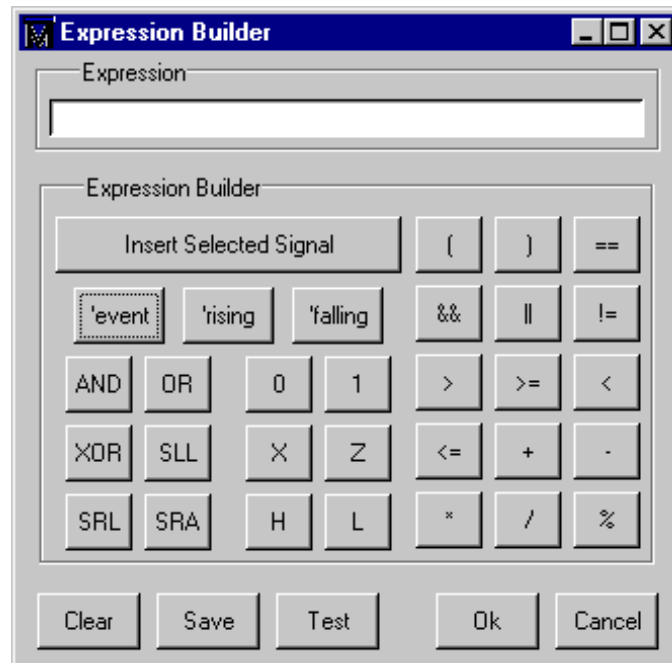 Expression Builder
Expression
Expression Builder
Insert Selected Signal ( ) ==
'event 'rising 'falling && || !=
AND OR 0 1 > >= <
XOR SLL X Z <= + -
SRL SRA H L * / %
Clear Save Test Ok Cancel